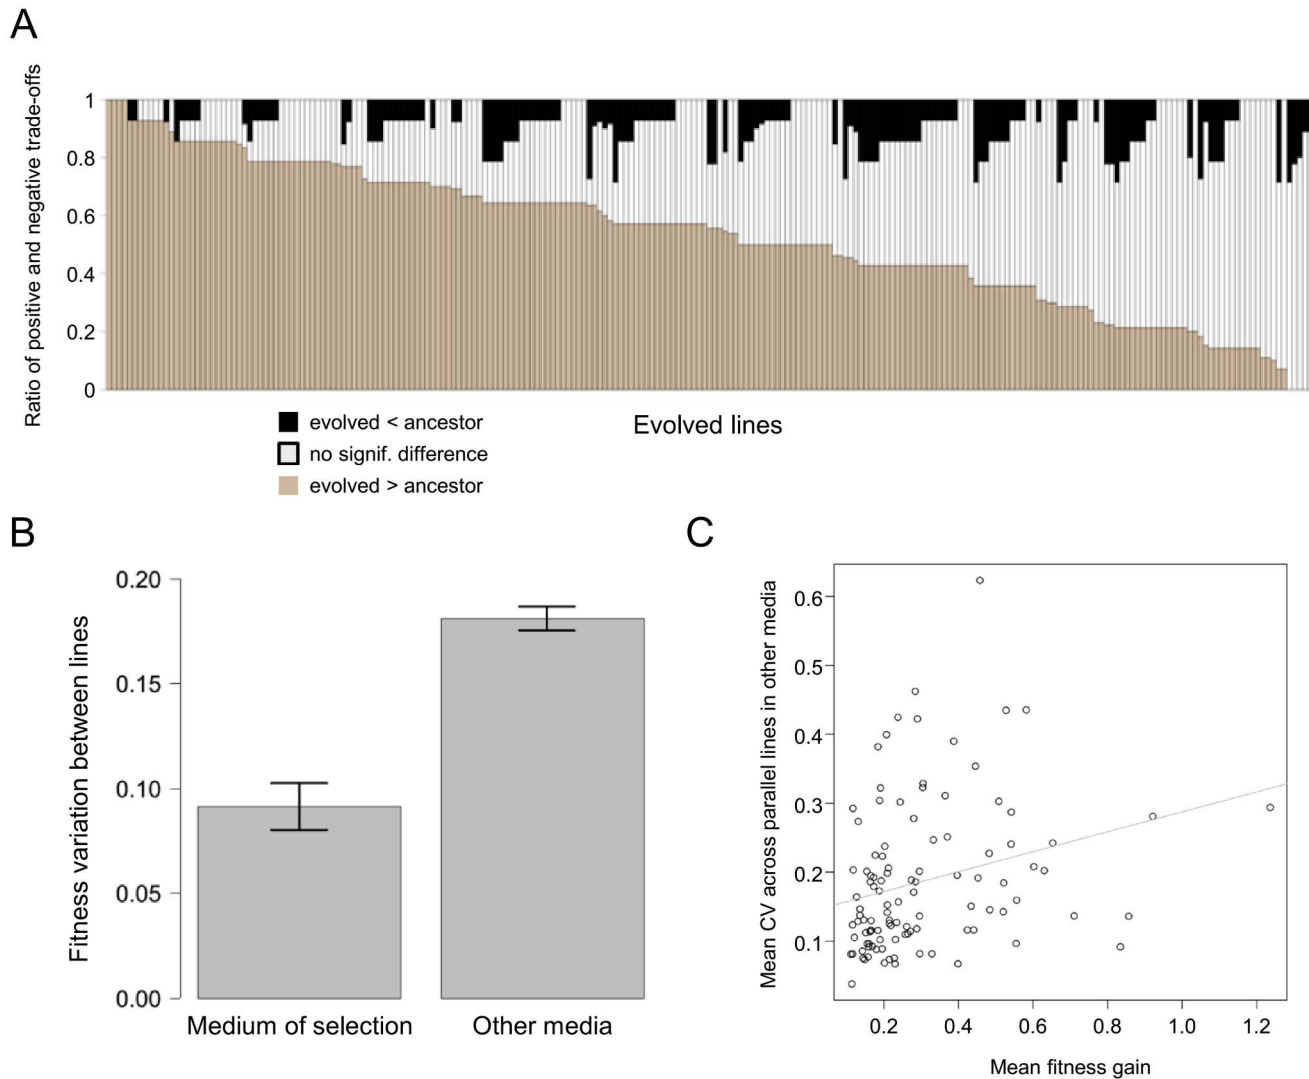 A
Ratio of positive and negative trade-offs
1
0.8
0.6
0.4
0.2
0
evolved < ancestor
no signif. difference
evolved > ancestor
Evolved lines
B
Fitness variation between lines
0.20
0.15
0.10
0.05
0.00
Medium of selection
Other media
C
Mean CV across parallel lines in other media
0.6
0.5
0.4
0.3
0.2
0.1
0.2
0.4
0.6
0.8
1.0
1.2
Mean fitness gain